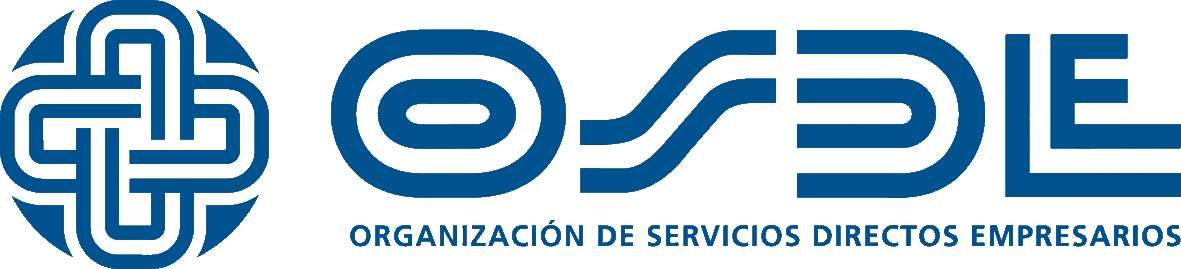 OSDE
ORGANIZACIÓN DE SERVICIOS DIRECTOS EMPRESARIOS